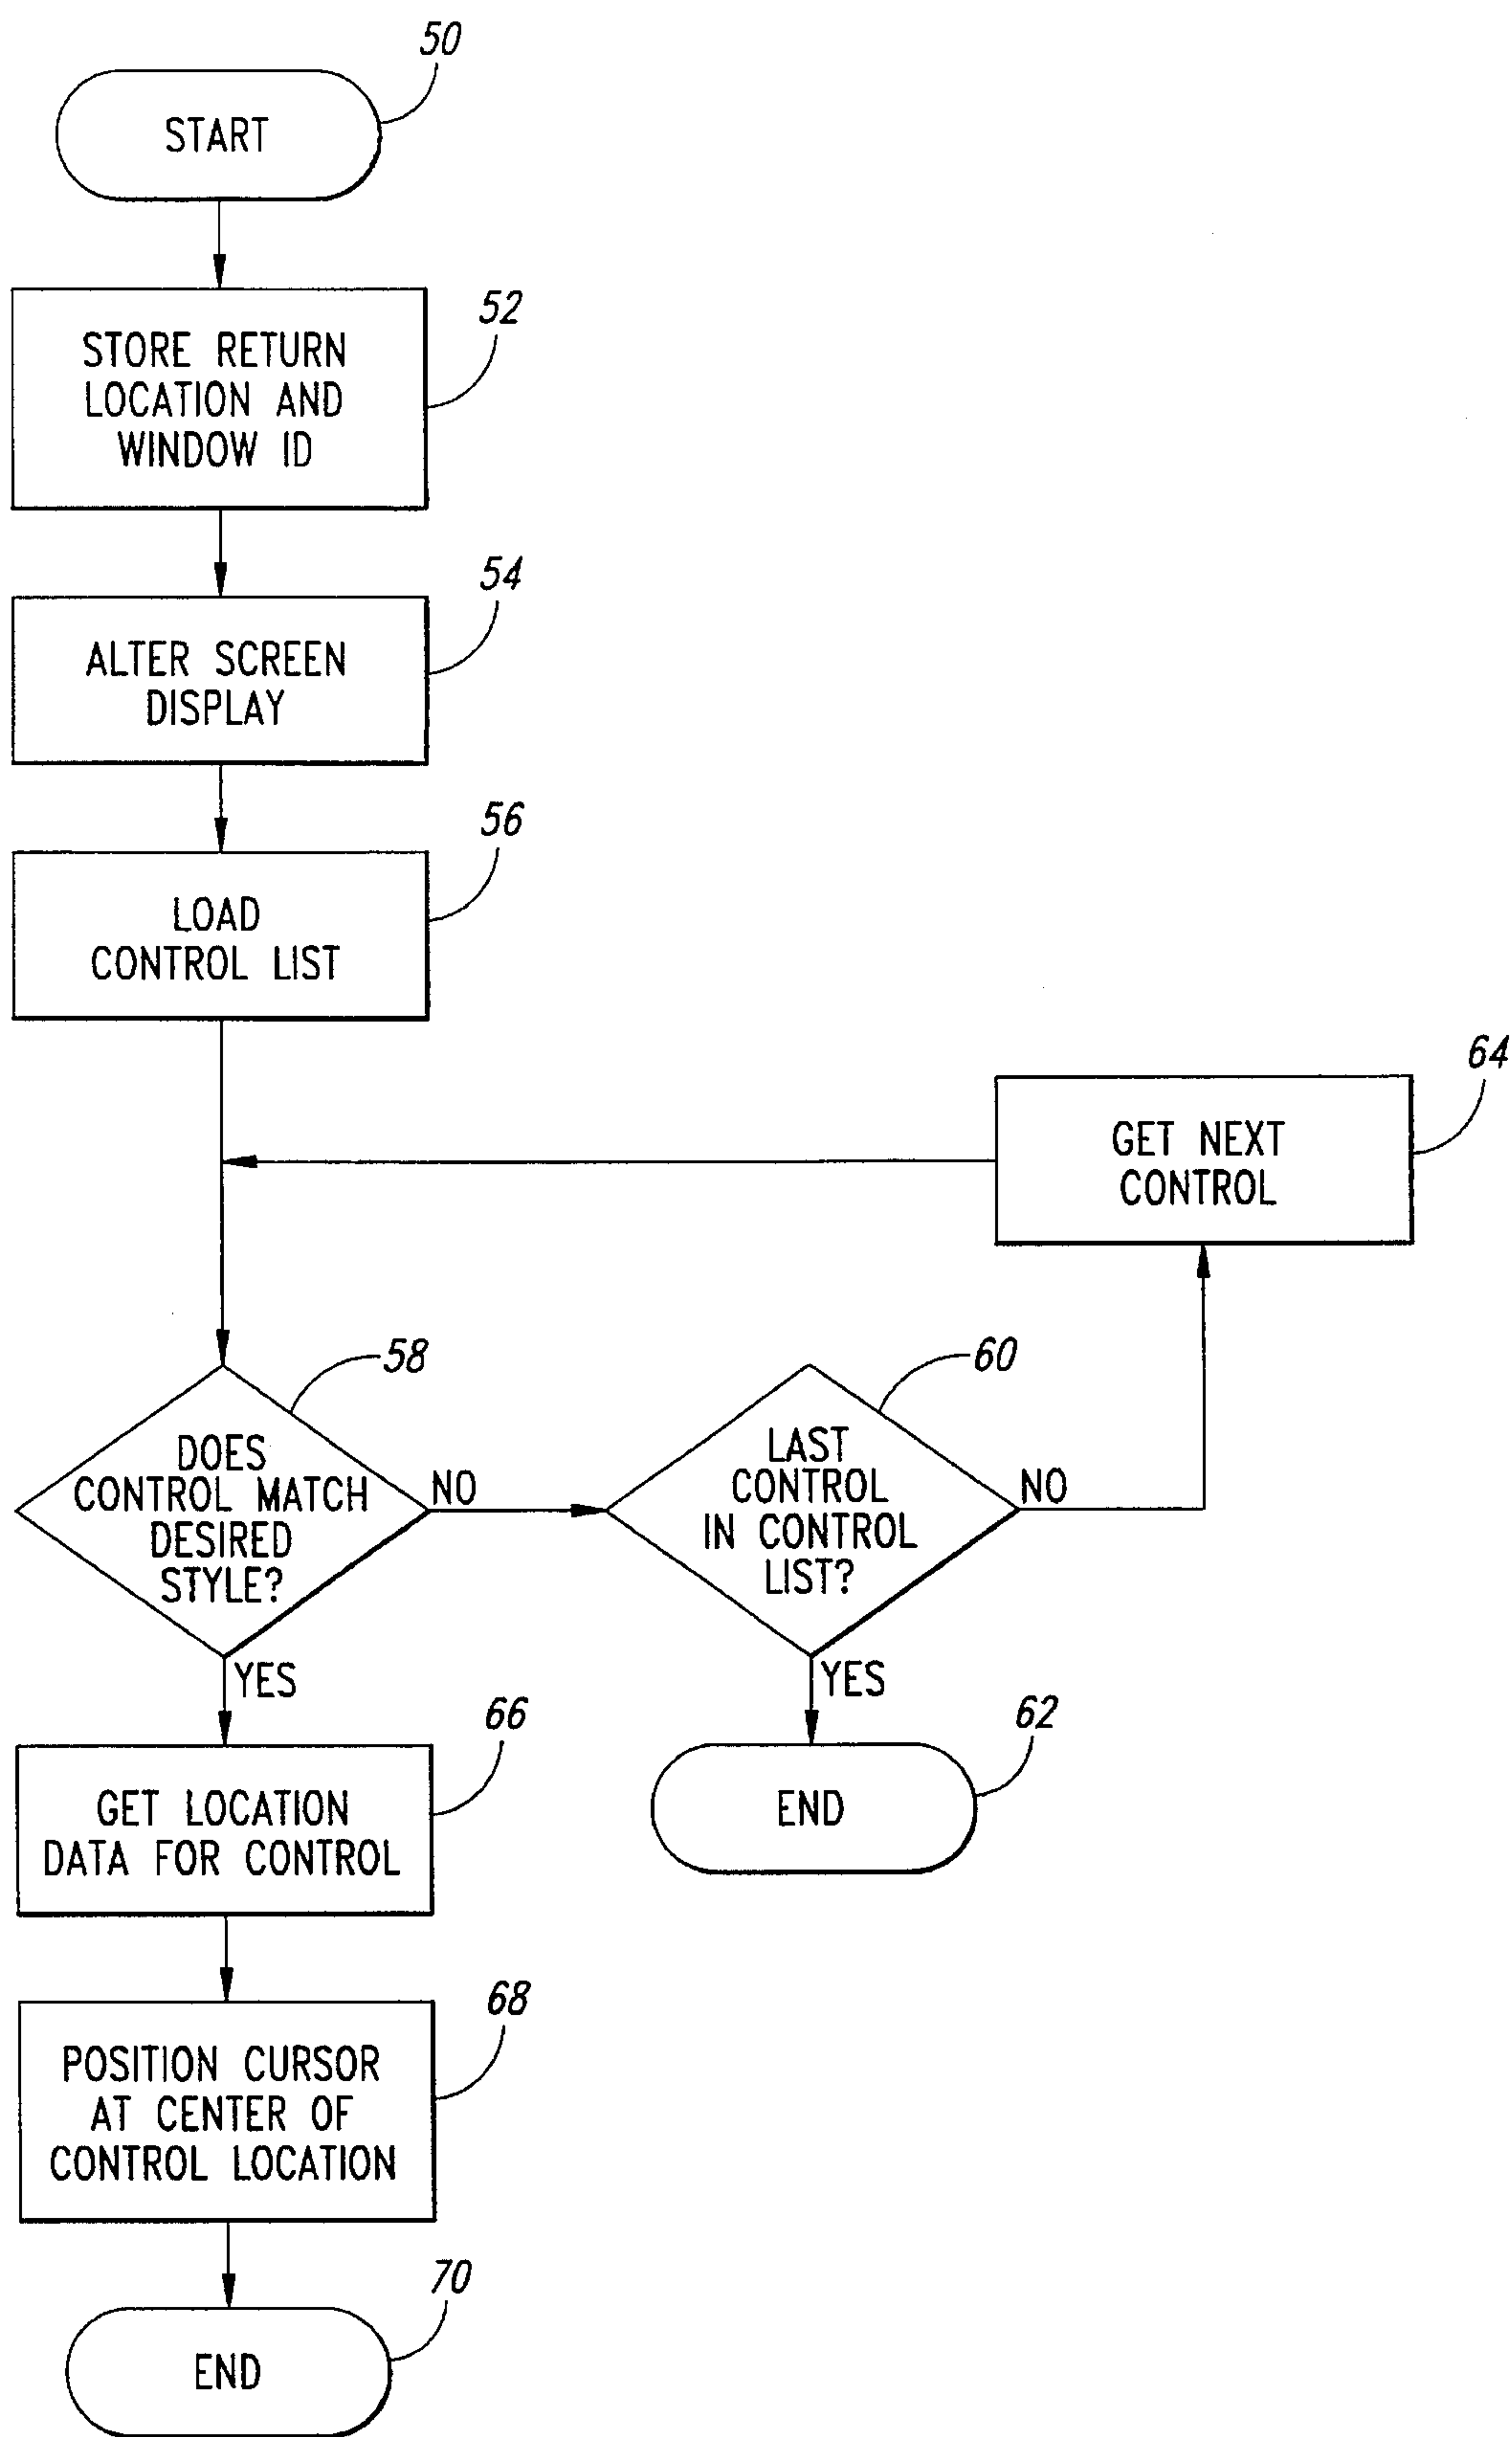 50
START
52
STORE RETURN
LOCATION AND
WINDOW ID
54
ALTER SCREEN
DISPLAY
56
LOAD
CONTROL LIST
64
GET NEXT
CONTROL
58
DOES
CONTROL MATCH
DESIRED
STYLE?
NO
60
LAST
CONTROL
IN CONTROL
LIST?
NO
YES
YES
66
GET LOCATION
DATA FOR CONTROL
62
END
68
POSITION CURSOR
AT CENTER OF
CONTROL LOCATION
70
END